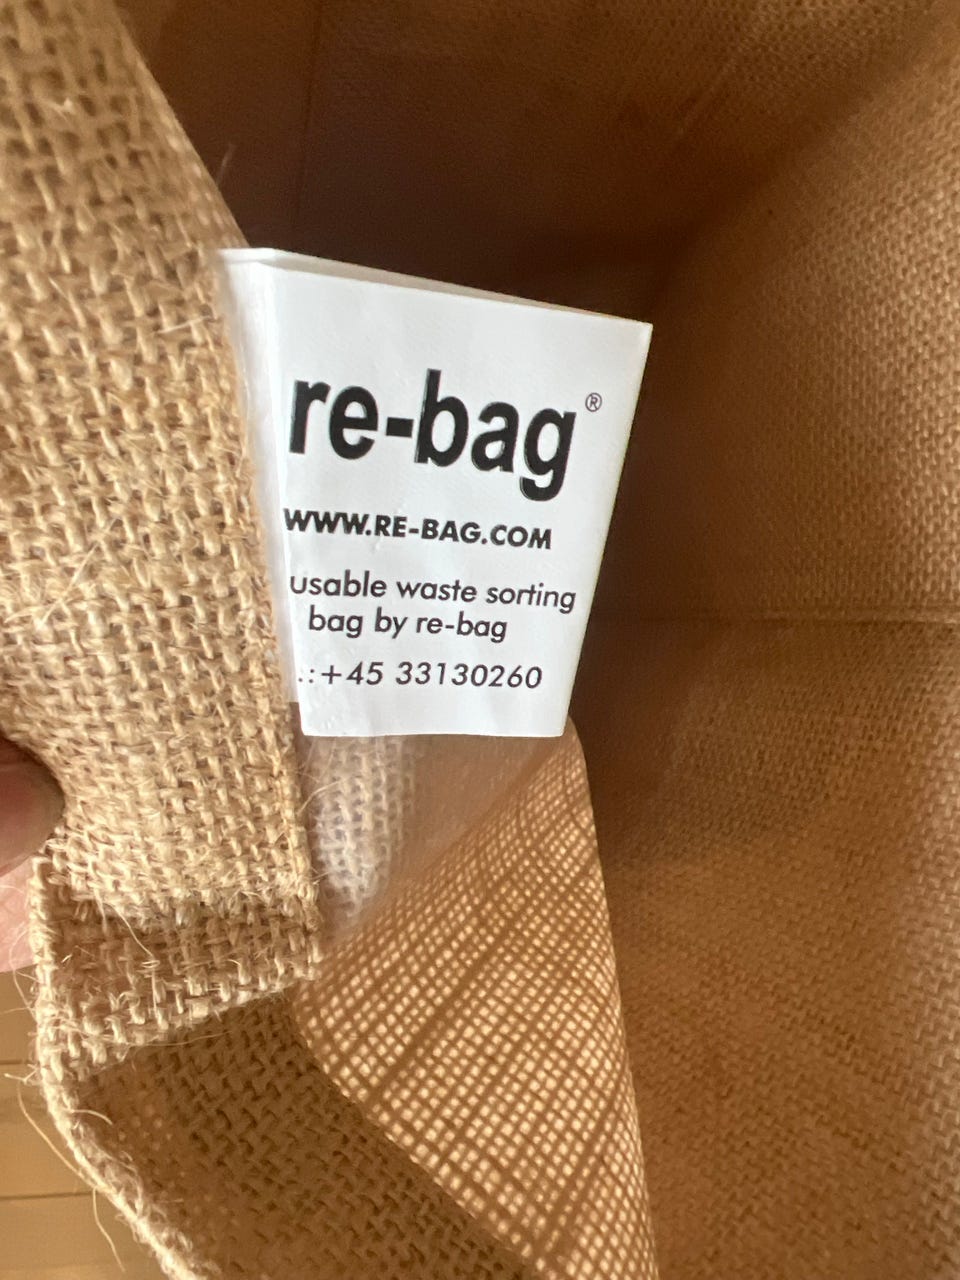 re-bag®
WWW.RE-BAG.COM
usable waste sorting
bag by re-bag
.:+45 33130260